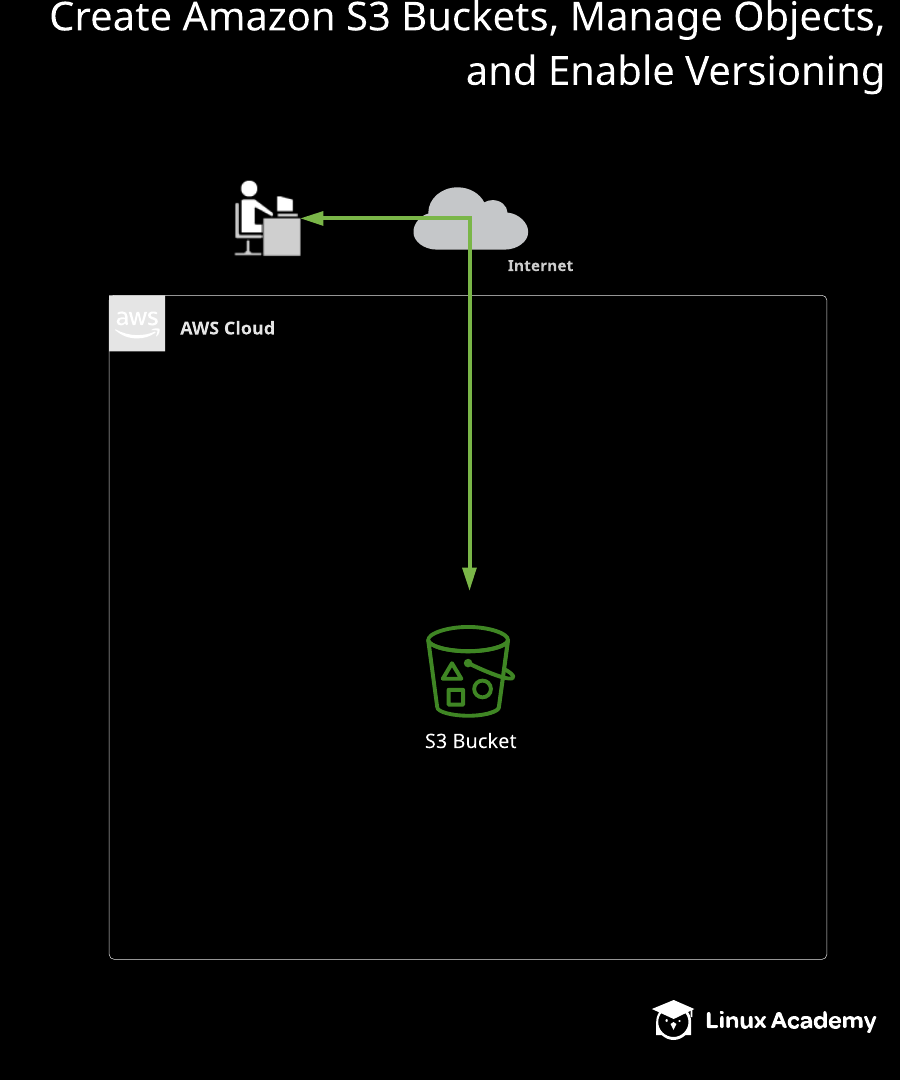 Create Amazon S3 Buckets, Manage Objects,
and Enable Versioning
Internet
aws
AWS Cloud
S3 Bucket
Linux Academy